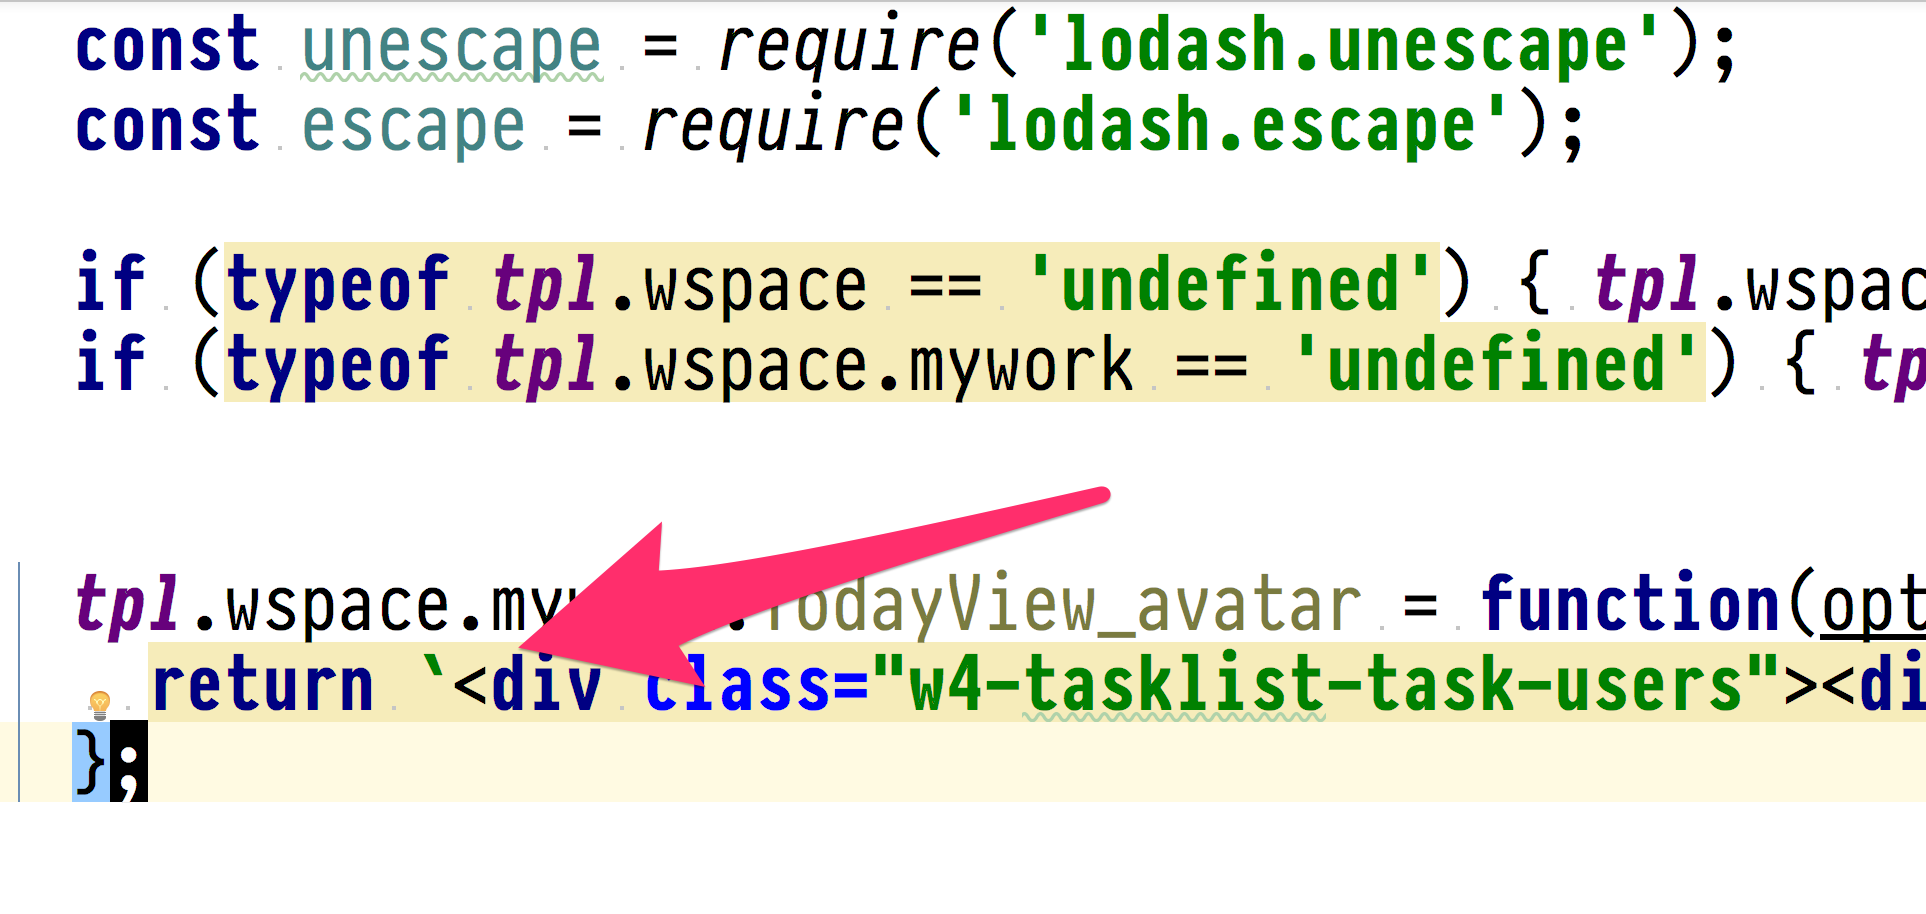 const unescape = require('lodash.unescape');
const escape = require('lodash.escape');
if (typeof tpl.wspace == 'undefined') { tpl.wspac
if (typeof tpl.wspace.mywork == 'undefined') { tp
tpl.wspace.my .TodayView_avatar = function(opt
return `<div class="w4-tasklist-task-users"><di
};